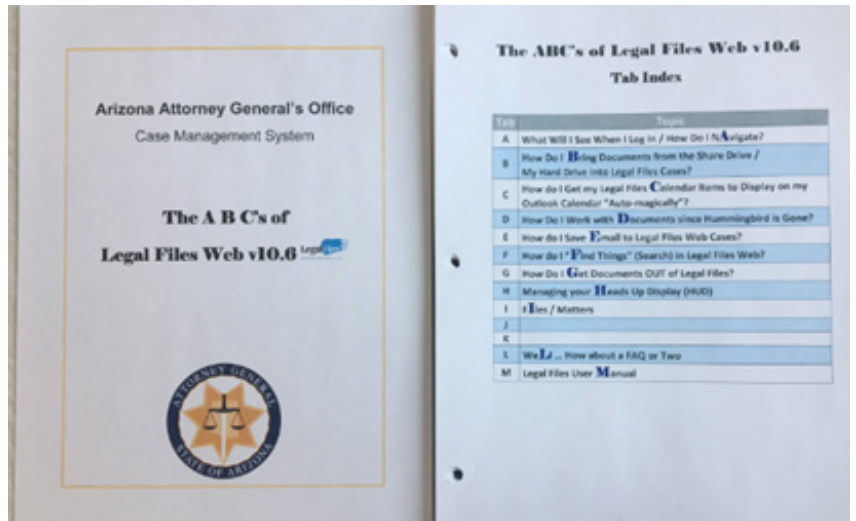 Arizona Attorney General's Office
Case Management System
The A B C's of
Legal Files Web v10.6
ATTORNEY GENERAL
STATE OF ARIZONA
The ABC's of Legal Files Web v10.6
Tab Index
Tab Topic
A What Will I See When I Log In / How Do I NAvigate?
B How Do I Bring Documents from the Share Drive /
My Hard Drive into Legal Files Cases?
C How do I Get my Legal Files Calendar Items to Display on my
Outlook Calendar "Auto-magically"?
D How Do I Work with Documents since Hummingbird is Gone?
E How do I Save Email to Legal Files Web Cases?
F How do I "Find Things" (Search) in Legal Files Web?
G How Do I Get Documents OUT of Legal Files?
H Managing your Heads Up Display (HUD)
I FIles / Matters
J
K
L WeLL ... How about a FAQ or Two
M Legal Files User Manual